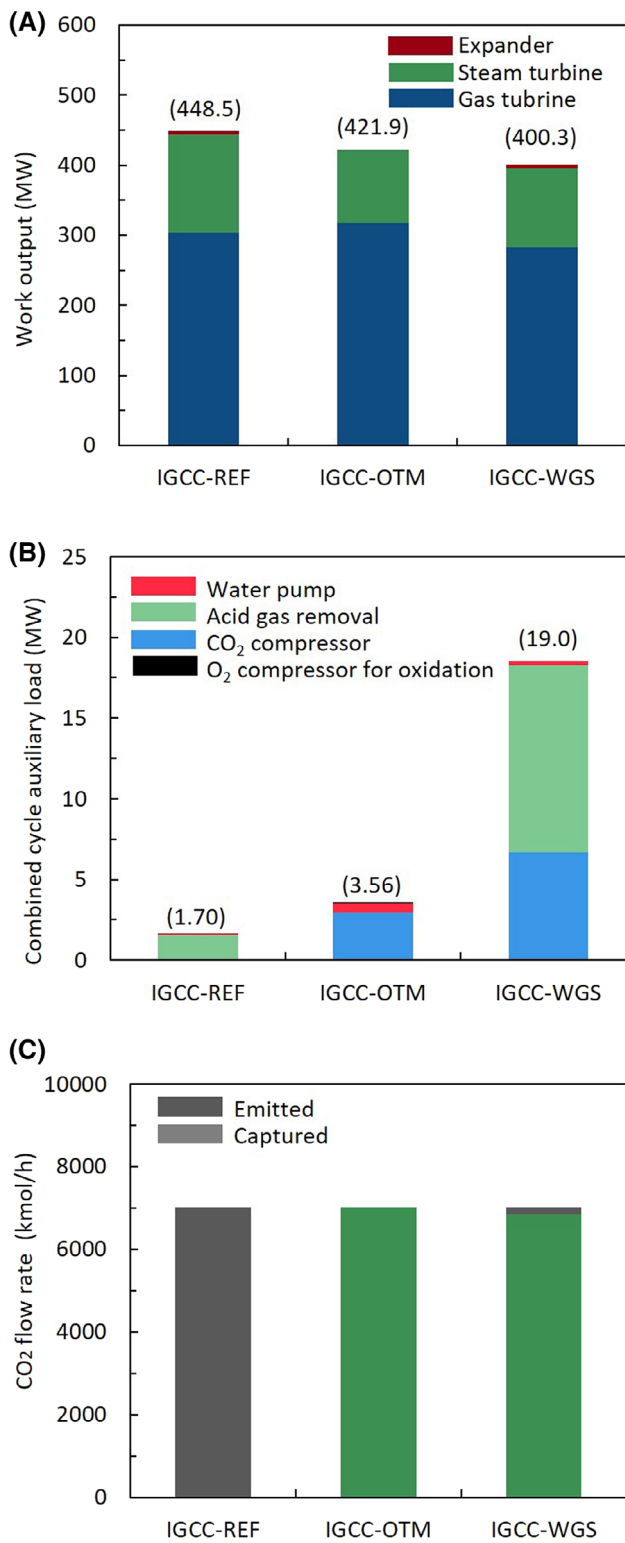 (A)
600
500
400
300
200
100
0
Work output (MW)
Expander
Steam turbine
Gas tubrine
(448.5)
(421.9)
(400.3)
IGCC-REF
IGCC-OTM
IGCC-WGS
(B)
25
20
15
10
5
0
Combined cycle auxiliary load (MW)
Water pump
Acid gas removal
CO2 compressor
O2 compressor for oxidation
(1.70)
(3.56)
(19.0)
IGCC-REF
IGCC-OTM
IGCC-WGS
(C)
10000
8000
6000
4000
2000
0
CO2 flow rate (kmol/h)
Emitted
Captured
IGCC-REF
IGCC-OTM
IGCC-WGS